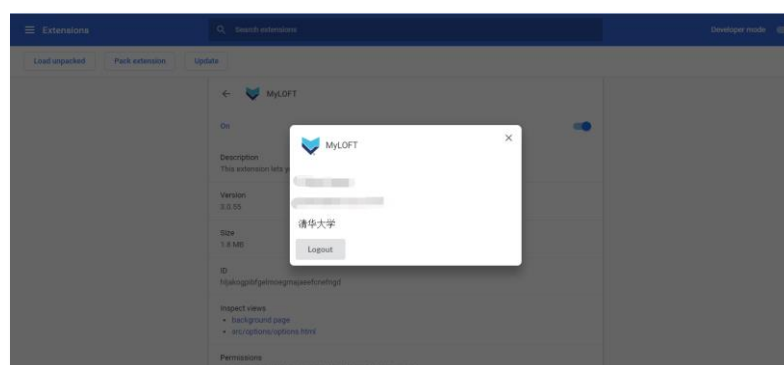 Extensions
Search extensions
Developer mode
Load unpacked
Pack extension
Update
MyLOFT
On
MyLOFT
Description
This extension lets
清华大学
Logout
Version
Size
1.8 MB
ID
Inspect views
background page
src/options/options.html
Permissions